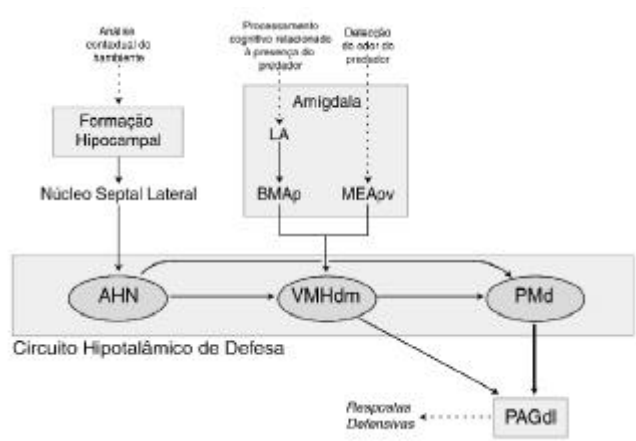 Análise
contextual do
hambiente
Processamento
cognitivo relacionado
à presença do
predador
Detecção
do odor do
predador
Amígdala
Formação
Hipocampal
LA
Núcleo Septal Lateral
BMAp
MEApv
AHN
VMHdm
PMd
Circuito Hipotalâmico de Defesa
Respostas
Defensivas
PAGdl